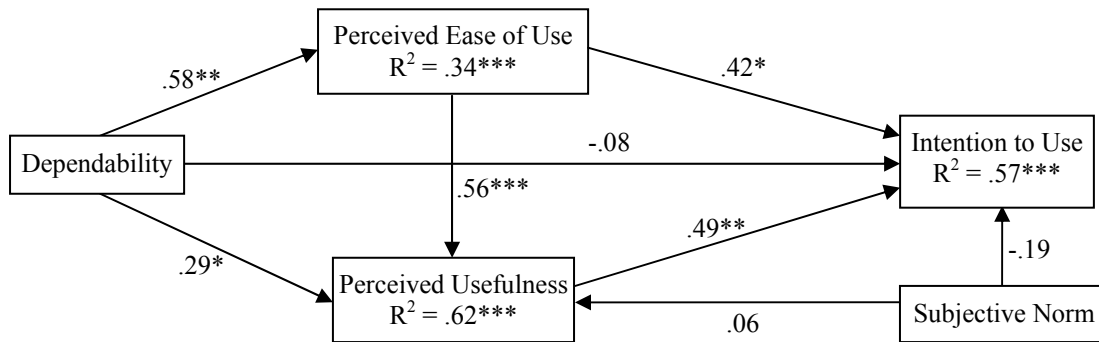 Perceived Ease of Use
R² = .34***
.58**
.42*
Dependability
-.08
Intention to Use
R² = .57***
.56***
.49**
.29*
Perceived Usefulness
R² = .62***
-.19
.06
Subjective Norm